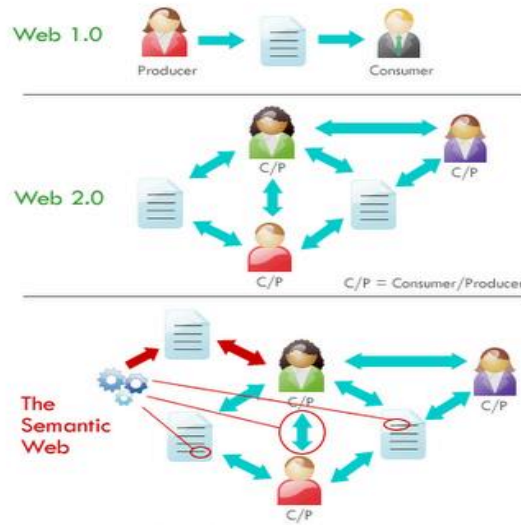 Web 1.0
Producer
Consumer
C/P
C/P
Web 2.0
C/P
C/P = Consumer/Producer
C/P
C/P
The
Semantic
Web
C/P